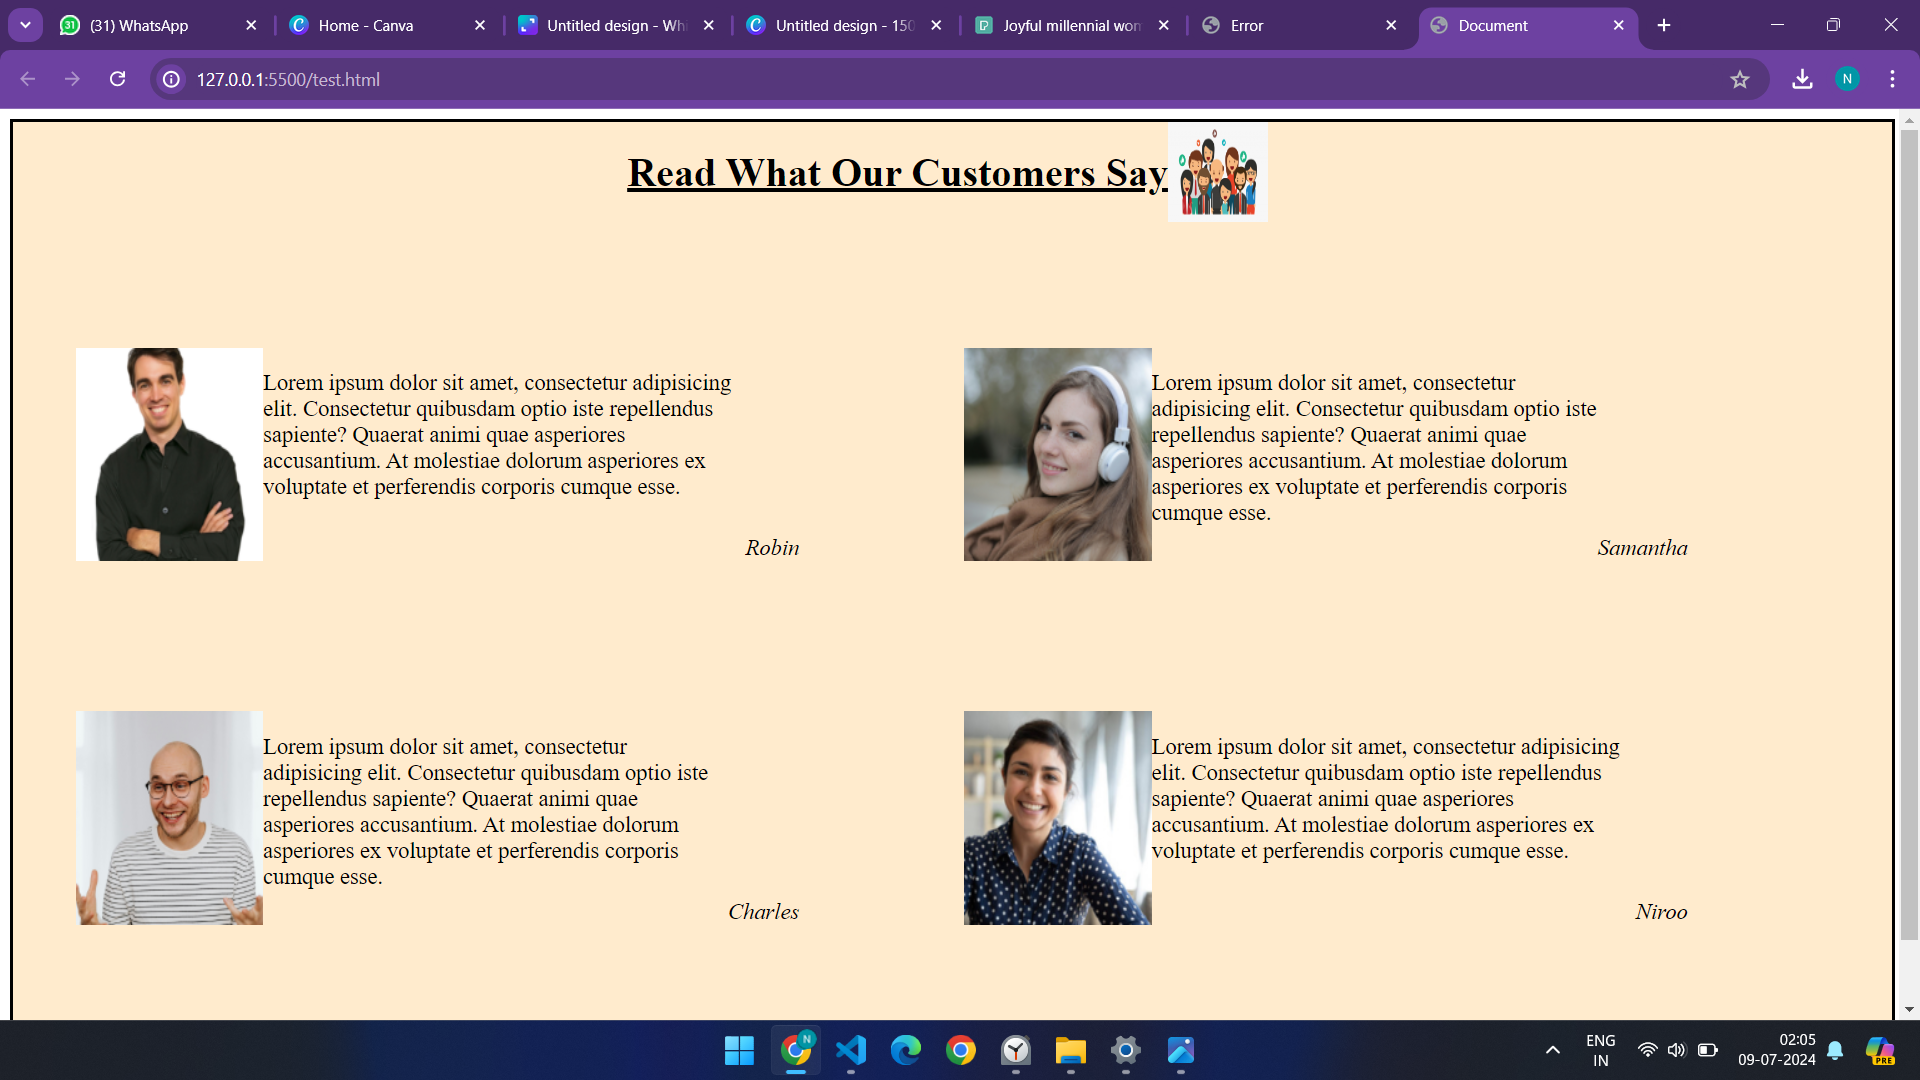 (31) WhatsApp
Home - Canva
Untitled design - Whi
Untitled design - 150
Joyful millennial wom
Error
Document
127.0.0.1:5500/test.html
N
Read What Our Customers Say
Lorem ipsum dolor sit amet, consectetur adipisicing
elit. Consectetur quibusdam optio iste repellendus
sapiente? Quaerat animi quae asperiores
accusantium. At molestiae dolorum asperiores ex
voluptate et perferendis corporis cumque esse.
Robin
Lorem ipsum dolor sit amet, consectetur
adipisicing elit. Consectetur quibusdam optio iste
repellendus sapiente? Quaerat animi quae
asperiores accusantium. At molestiae dolorum
asperiores ex voluptate et perferendis corporis
cumque esse.
Samantha
Lorem ipsum dolor sit amet, consectetur
adipisicing elit. Consectetur quibusdam optio iste
repellendus sapiente? Quaerat animi quae
asperiores accusantium. At molestiae dolorum
asperiores ex voluptate et perferendis corporis
cumque esse.
Charles
Lorem ipsum dolor sit amet, consectetur adipisicing
elit. Consectetur quibusdam optio iste repellendus
sapiente? Quaerat animi quae asperiores
accusantium. At molestiae dolorum asperiores ex
voluptate et perferendis corporis cumque esse.
Niroo
N
ENG
IN
02:05
09-07-2024
PRE